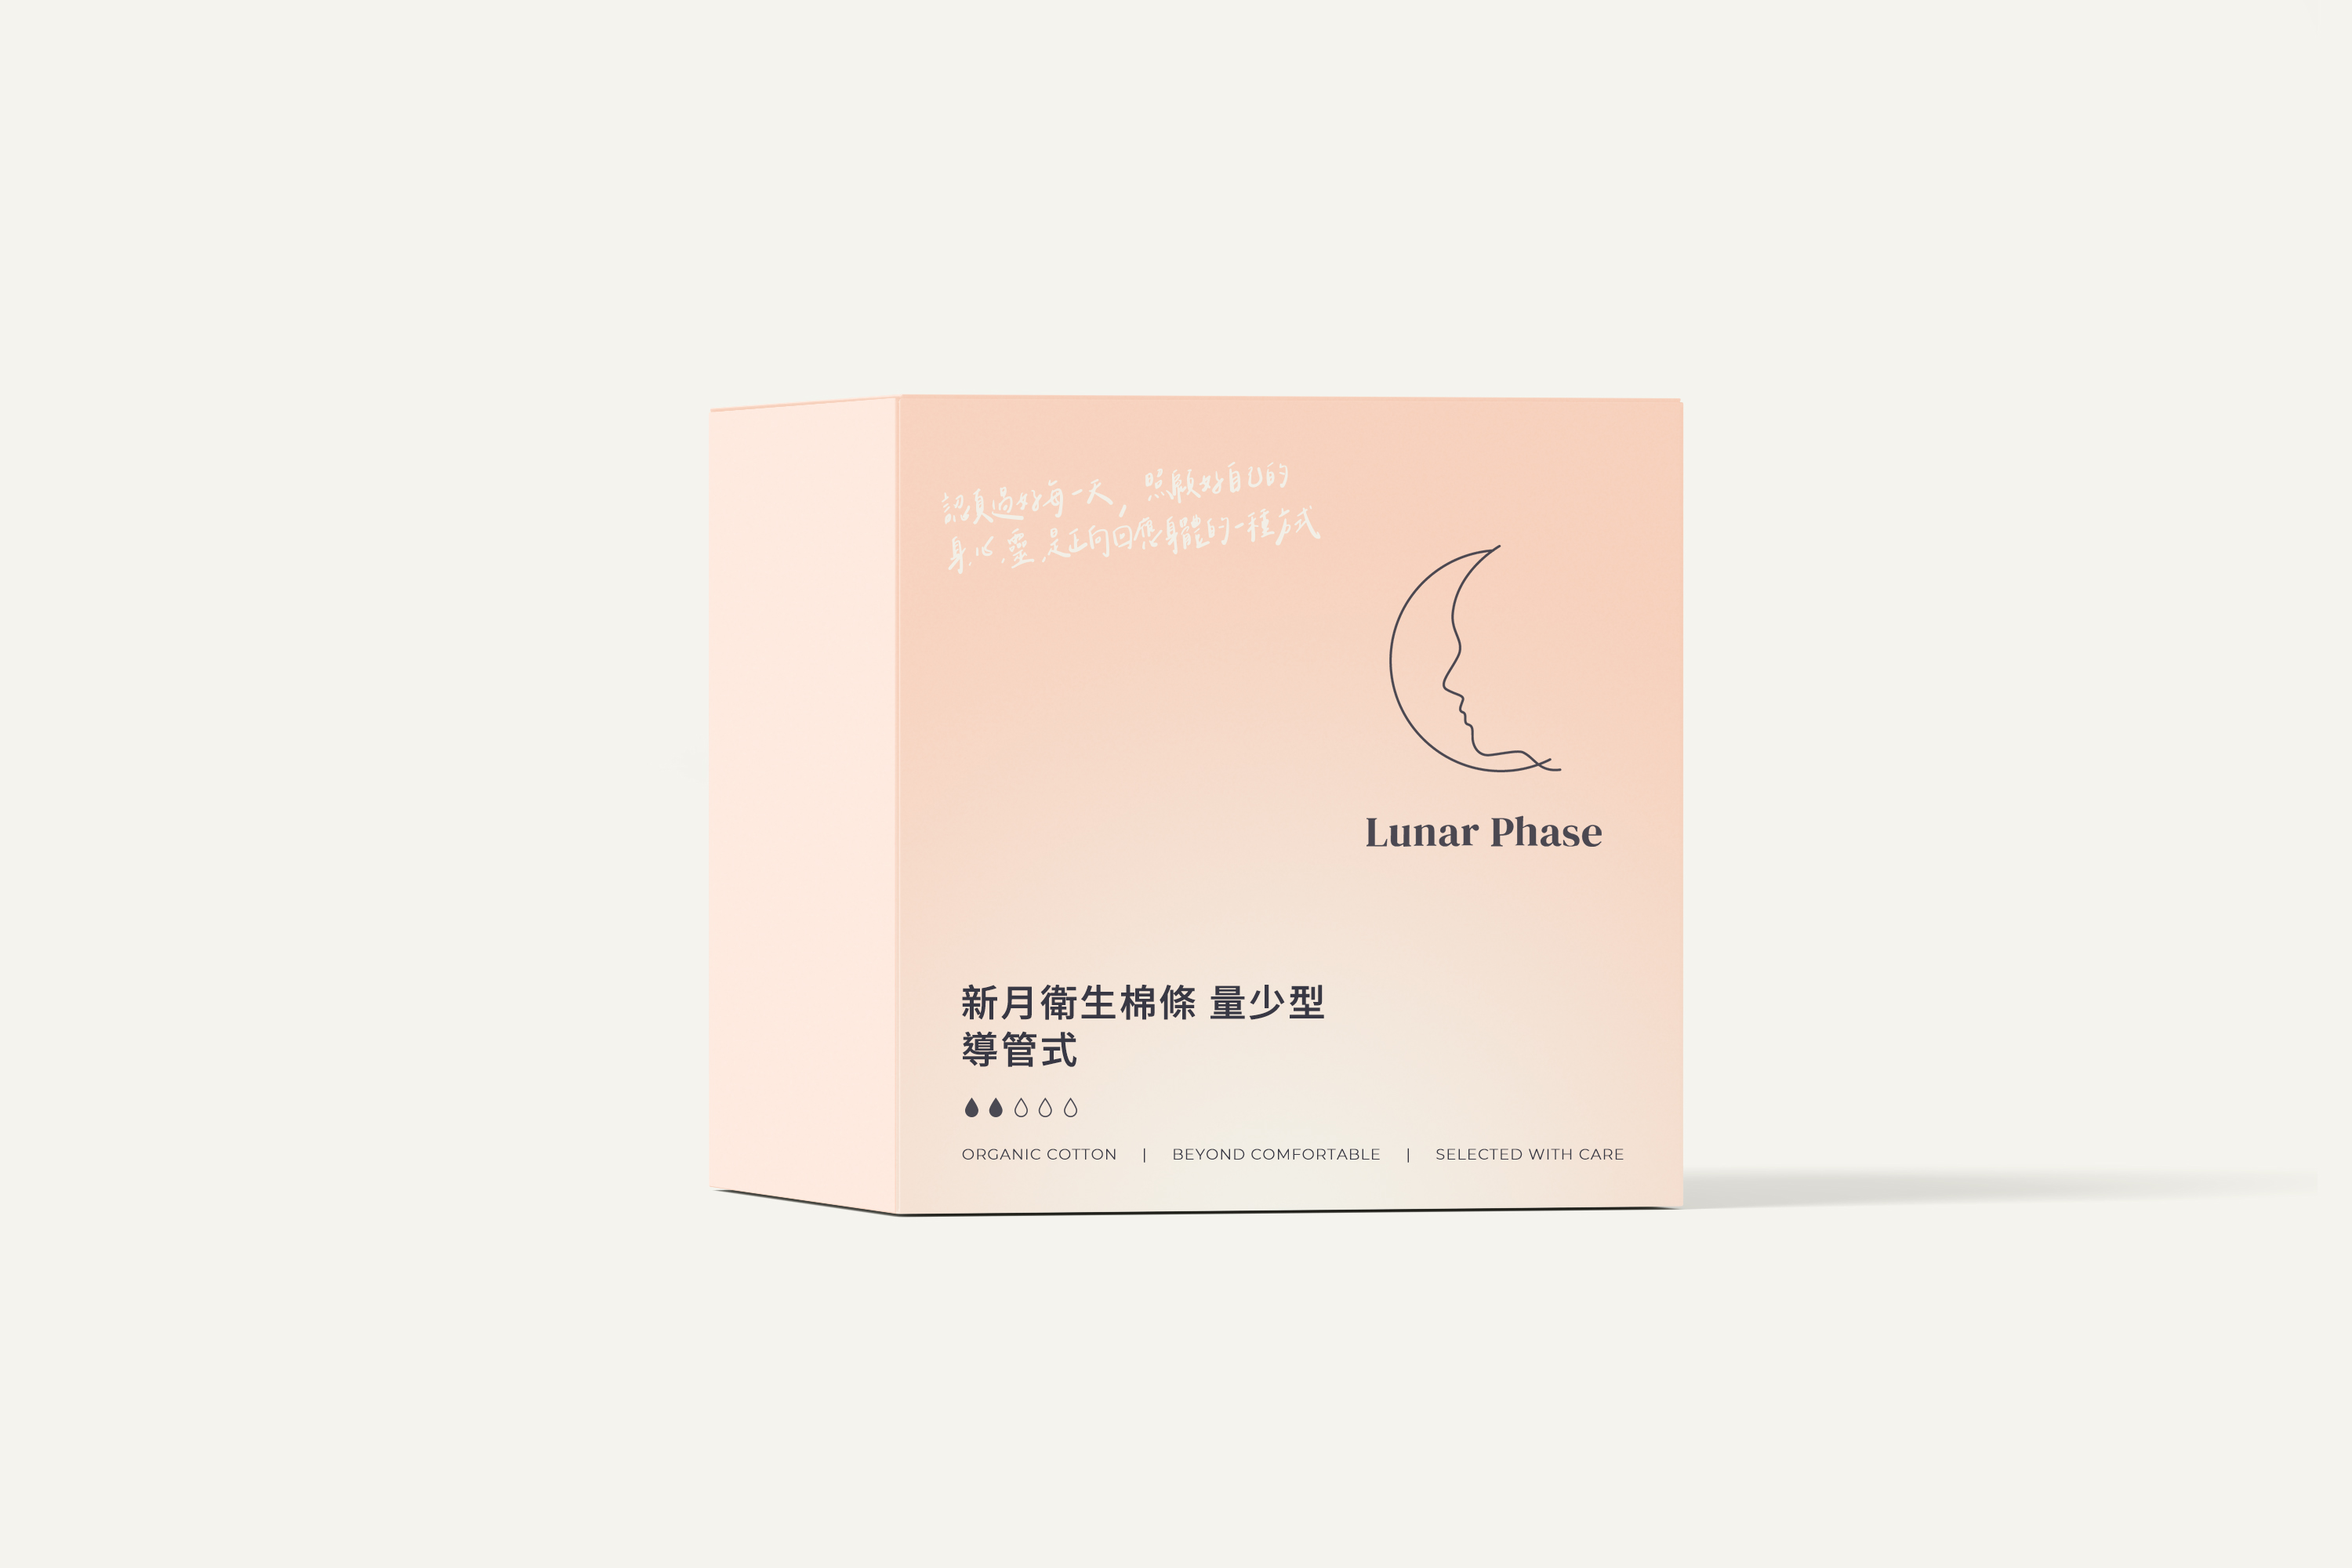 認真過好每一天，照顧好自己的
身、心、靈，是正向回應身體的一種方式
Lunar Phase
新月衛生棉條 量少型
導管式
ORGANIC COTTON | BEYOND COMFORTABLE | SELECTED WITH CARE